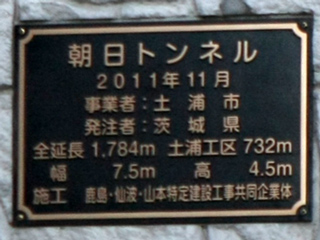 朝日トンネル
2011年11月
事業者：土浦市
発注者：茨城県
全延長 1,784m 土浦工区 732m
幅 7.5m 高 4.5m
施工 鹿島・仙波・山本特定建設工事共同企業体